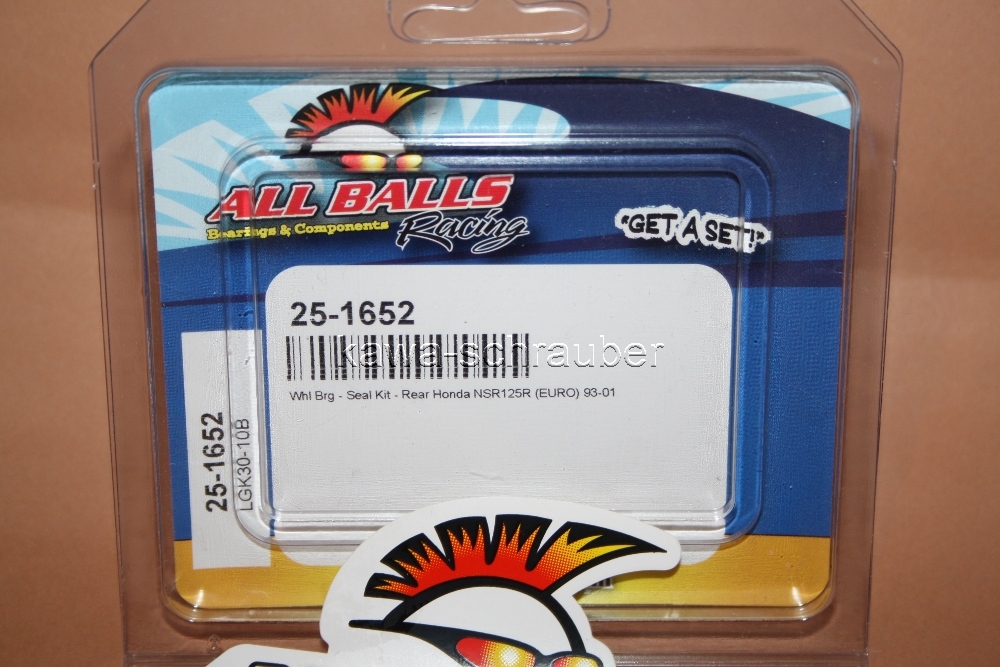 ALL BALLS
Racing
Bearings & Components
"GET A SET!"
25-1652
kawa-schrauber
Whl Brg - Seal Kit - Rear Honda NSR125R (EURO) 93-01
25-1652
LGK30-10B